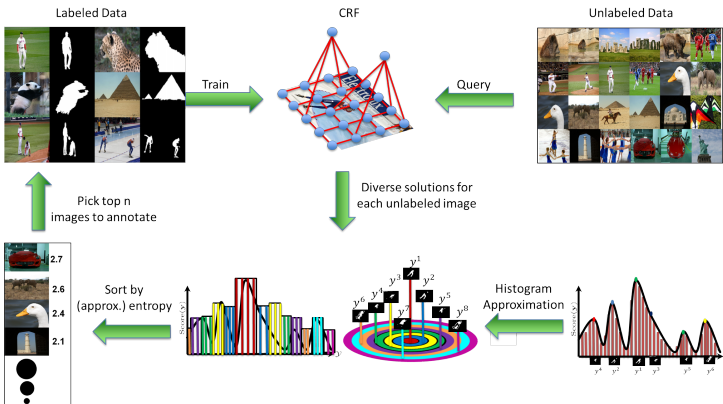 Labeled Data
CRF
Unlabeled Data
Train
Query
Pick top n
images to annotate
Diverse solutions for
each unlabeled image
2.7
2.6
2.4
2.1
Sort by
(approx.) entropy
Score(y)
y
y¹
y³
y²
y⁶
y⁴
y⁵
y⁷
y⁸
Histogram
Approximation
Score(y)